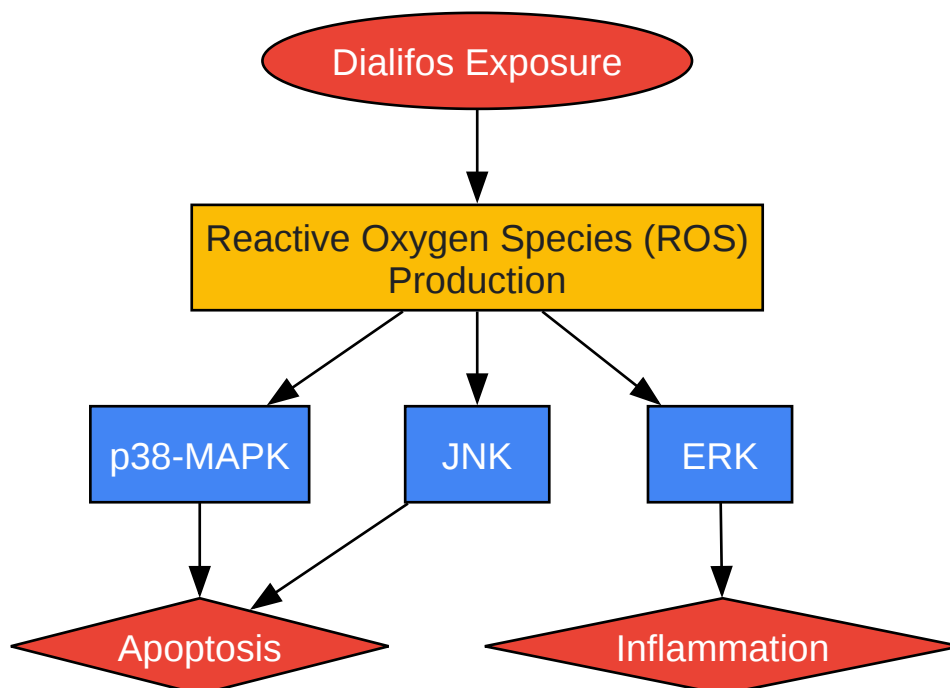 Dialifos Exposure
Reactive Oxygen Species (ROS)
Production
p38-MAPK
JNK
ERK
Apoptosis
Inflammation